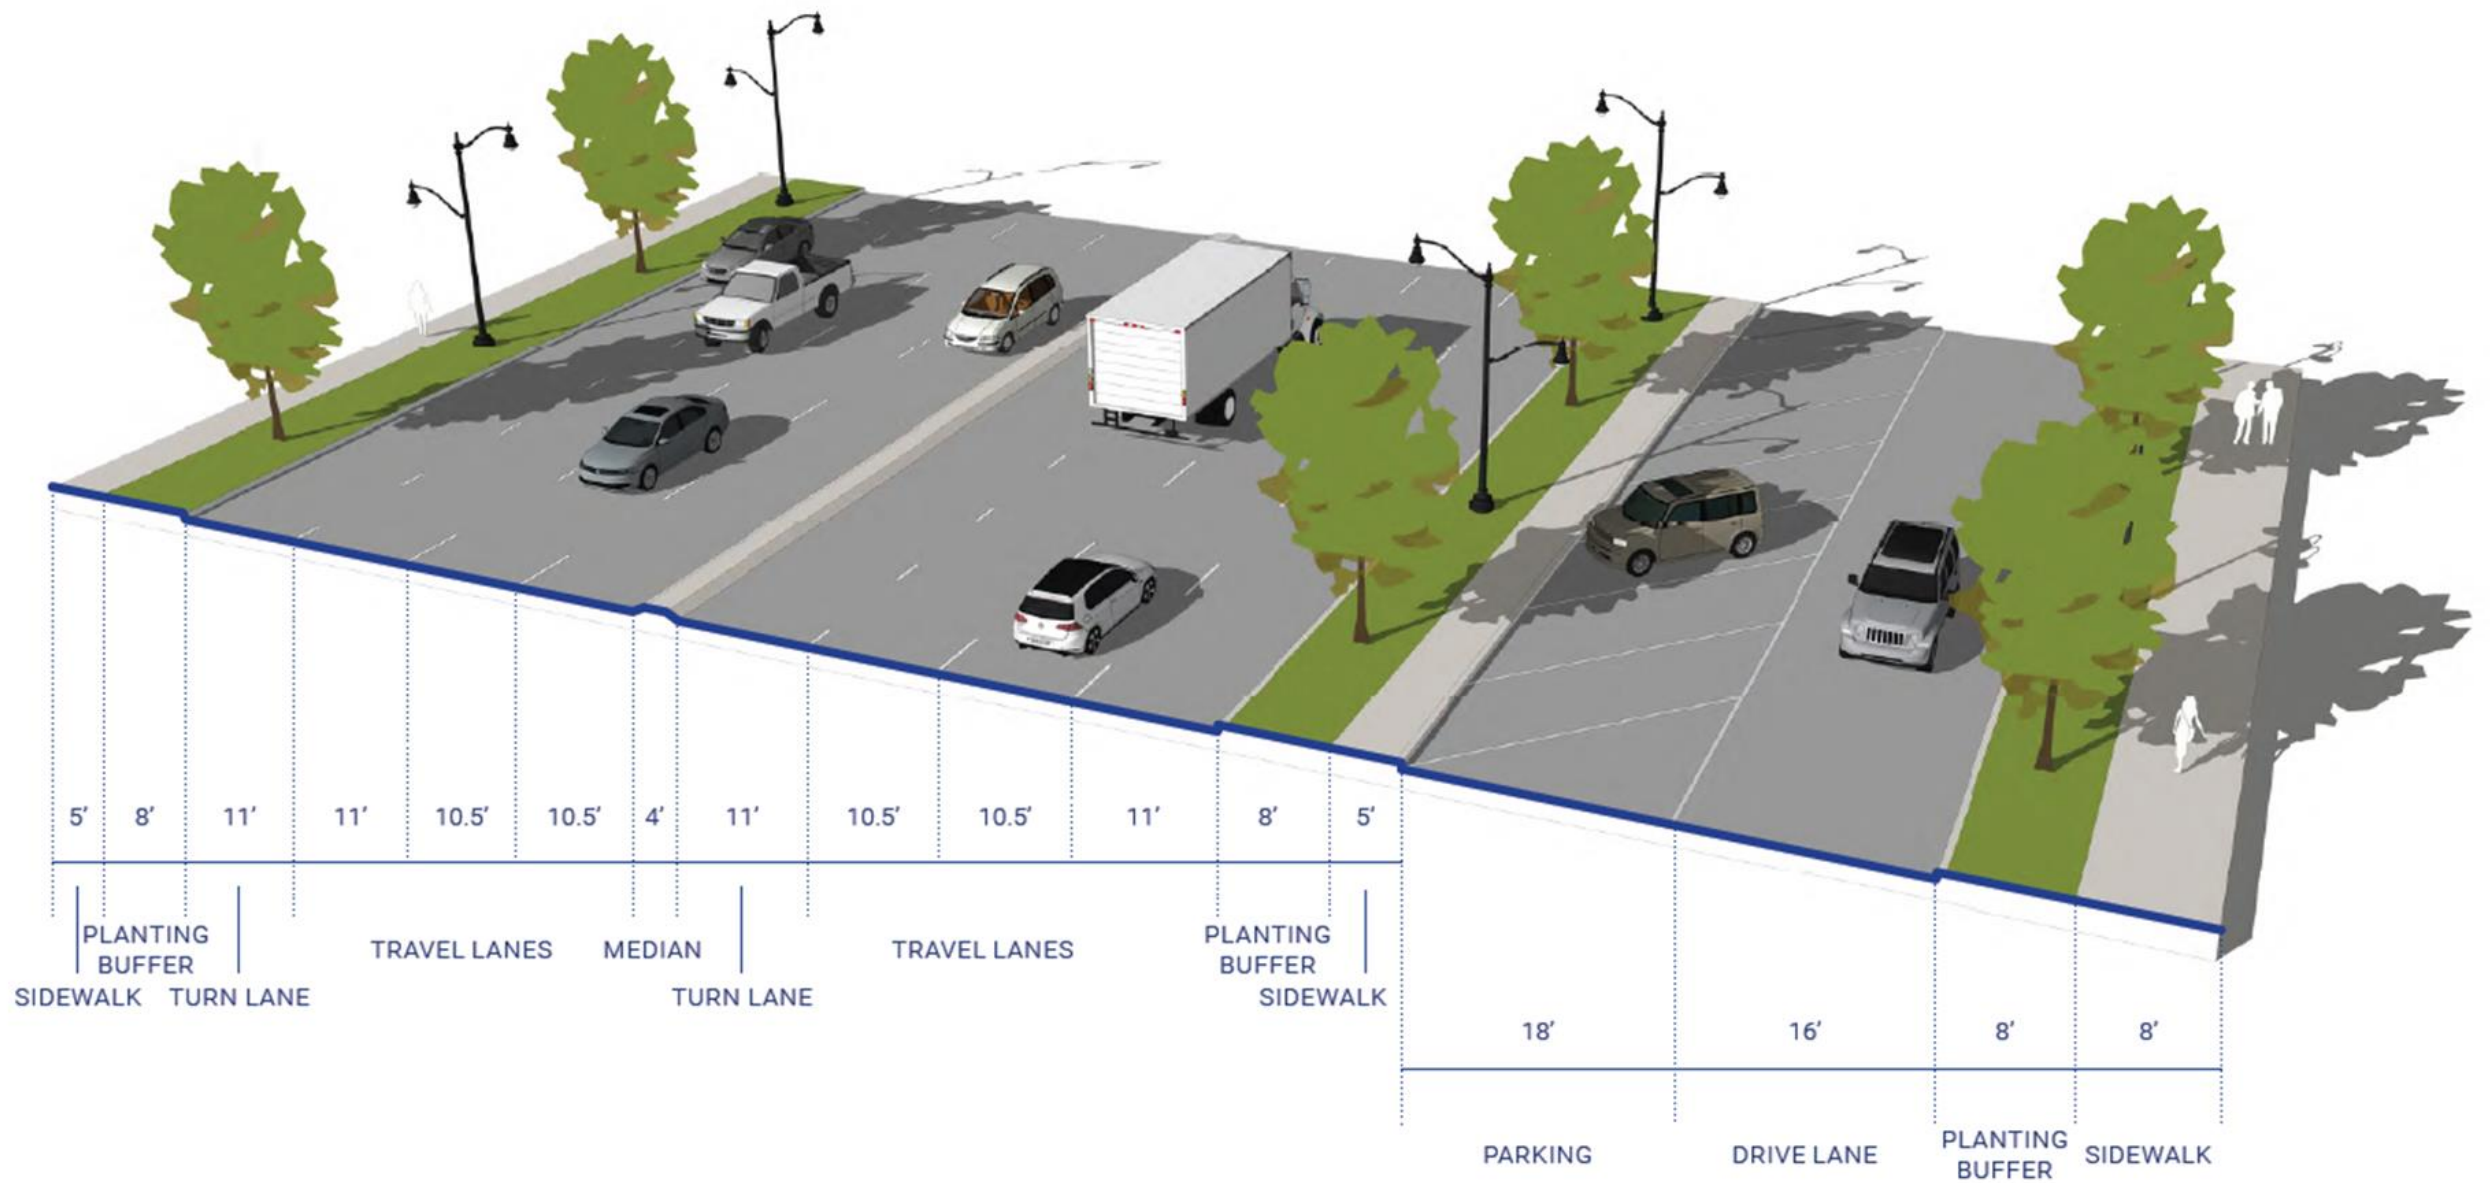 5’ 8’ 11’ 11’ 10.5’ 10.5’ 4’ 11’ 10.5’ 10.5’ 11’ 8’ 5’
PLANTING
BUFFER
TRAVEL LANES
MEDIAN
TRAVEL LANES
PLANTING
BUFFER
SIDEWALK
TURN LANE
TURN LANE
SIDEWALK
18’ 16’ 8’ 8’
PARKING
DRIVE LANE
PLANTING
BUFFER
SIDEWALK